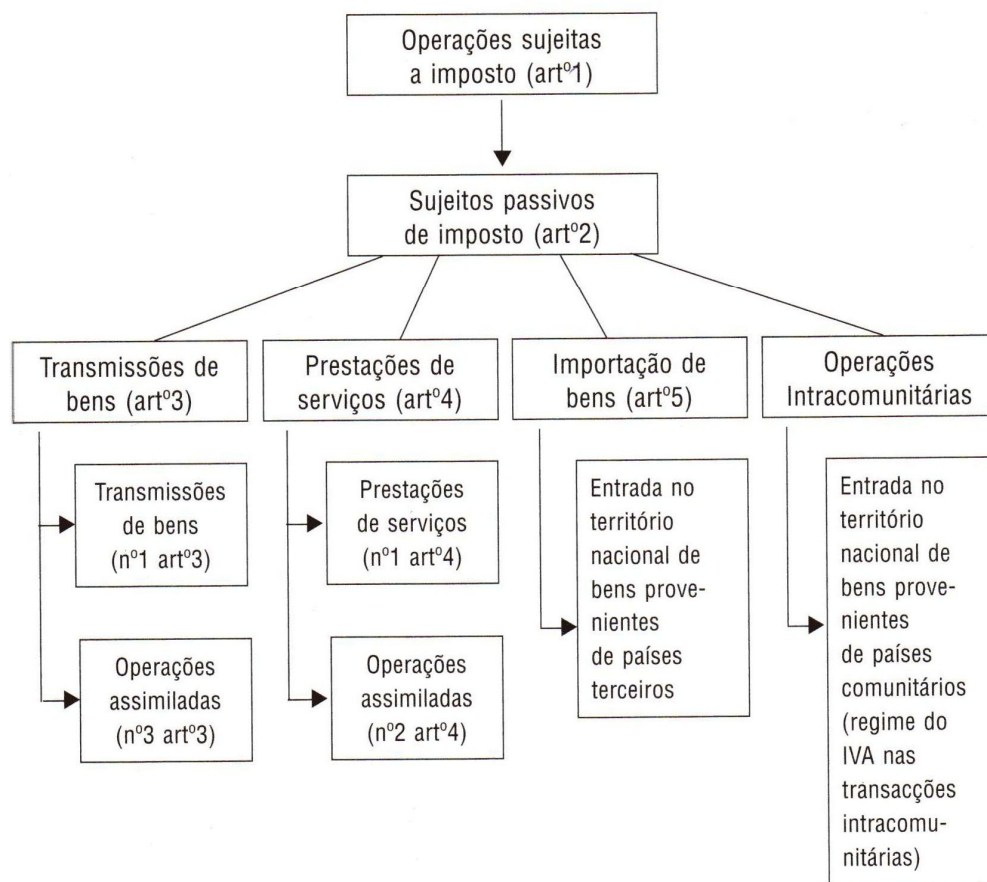 Operações sujeitas
a imposto (artº1)
Sujeitos passivos
de imposto (artº2)
Transmissões de
bens (artº3)
Prestações de
serviços (artº4)
Importação de
bens (artº5)
Operações
Intracomunitárias
Transmissões
de bens
(nº1 artº3)
Operações
assimiladas
(nº3 artº3)
Prestações
de serviços
(nº1 artº4)
Operações
assimiladas
(nº2 artº4)
Entrada no
território
nacional de
bens prove-
nientes
de países
terceiros
Entrada no
território
nacional de
bens prove-
nientes
de países
comunitários
(regime do
IVA nas
transacções
intracomu-
nitárias)